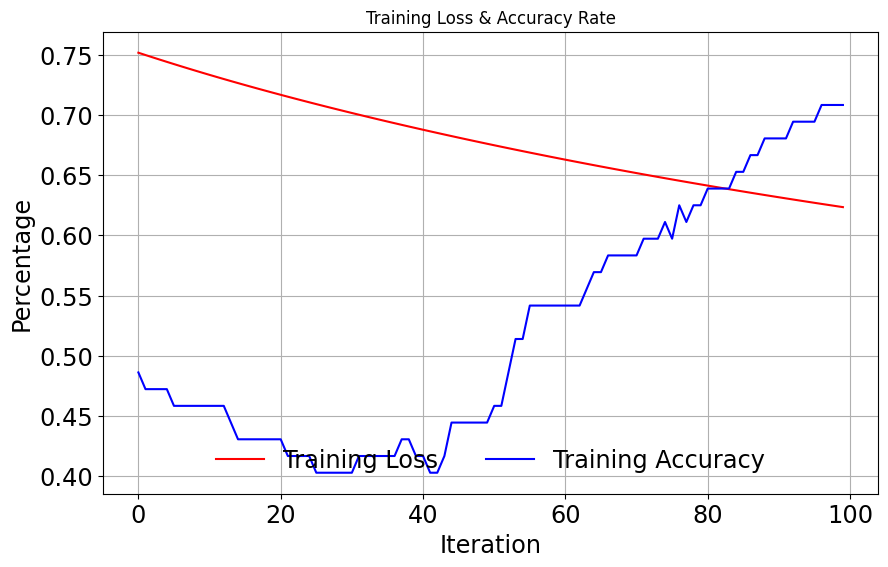 Training Loss & Accuracy Rate
0.75
0.70
0.65
0.60
0.55
0.50
0.45
0.40
Percentage
Training Loss Training Accuracy
0 20 40 60 80 100
Iteration